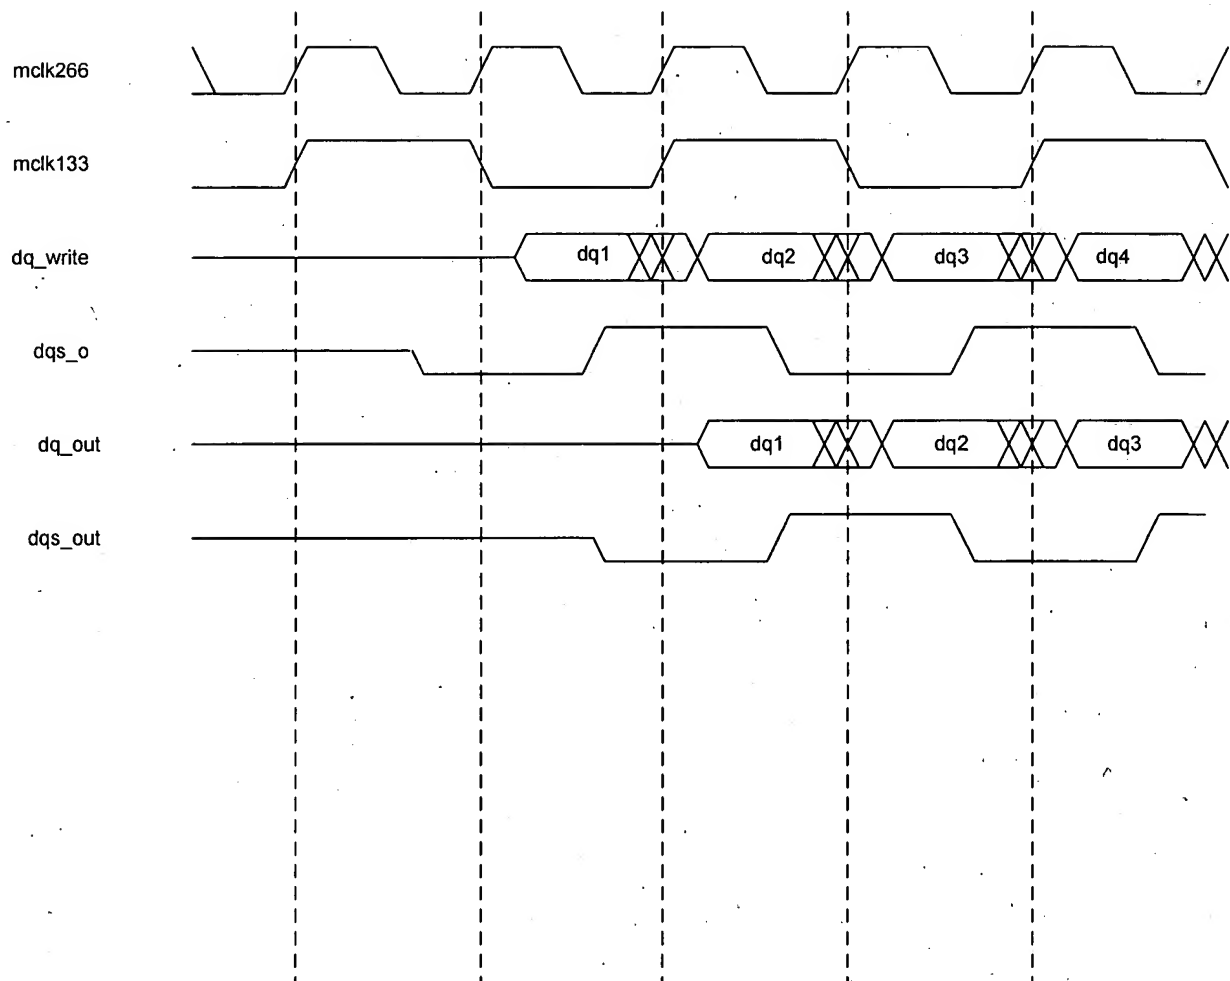 mclk266
mclk133
dq_write dq1 dq2 dq3 dq4
dqs_o
dq_out dq1 dq2 dq3
dqs_out